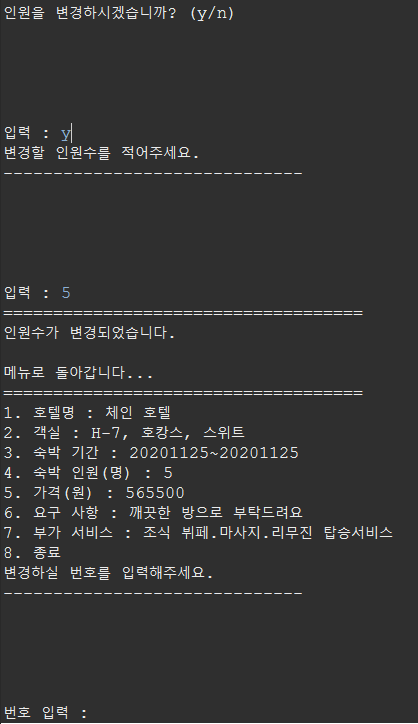 인원을 변경하시겠습니까? (y/n)
입력 : y
변경할 인원수를 적어주세요.
------------------------------
입력 : 5
====================================
인원수가 변경되었습니다.
메뉴로 돌아갑니다...
====================================
1. 호텔명 : 체인 호텔
2. 객실 : H-7, 호캉스, 스위트
3. 숙박 기간 : 20201125~20201125
4. 숙박 인원(명) : 5
5. 가격(원) : 565500
6. 요구 사항 : 깨끗한 방으로 부탁드려요
7. 부가 서비스 : 조식 뷔페.마사지.리무진 탑승서비스
8. 종료
변경하실 번호를 입력해주세요.
------------------------------
번호 입력 :